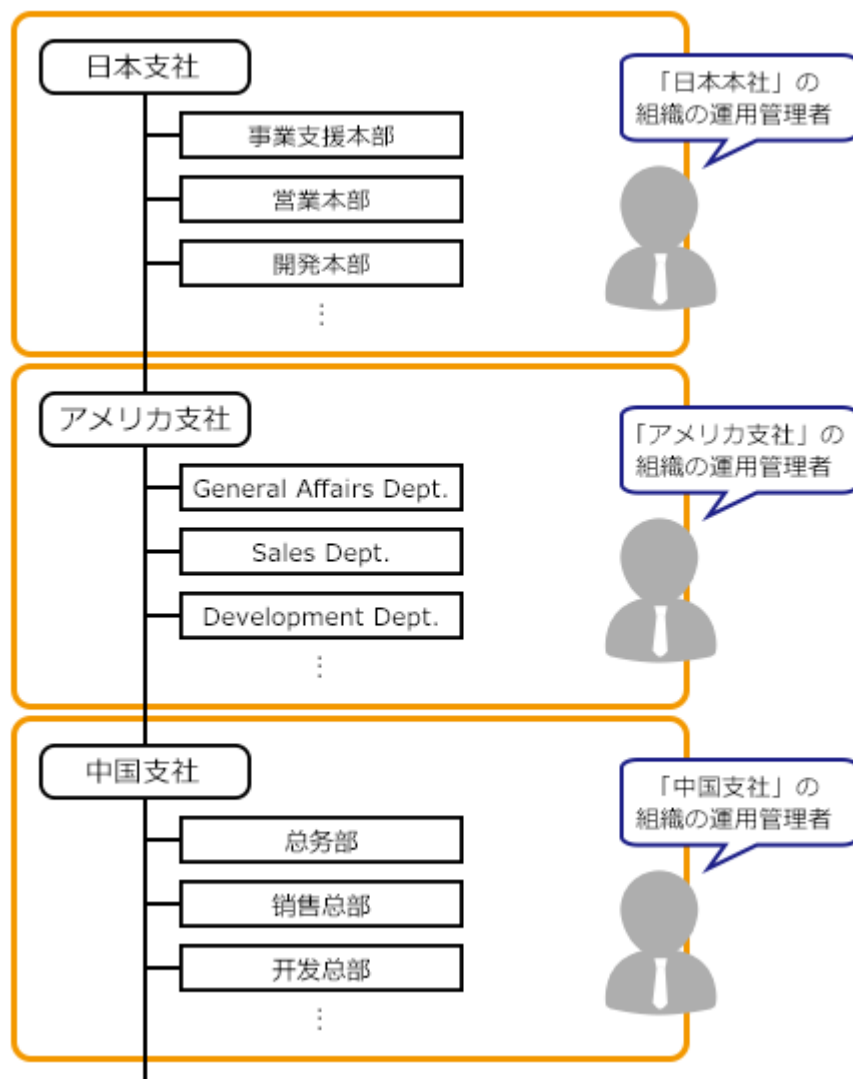 日本支社
「日本本社」の
組織の運用管理者
事業支援本部
営業本部
開発本部
⋮
アメリカ支社
「アメリカ支社」の
組織の運用管理者
General Affairs Dept.
Sales Dept.
Development Dept.
⋮
中国支社
「中国支社」の
組織の運用管理者
总务部
销售总部
开发总部
⋮